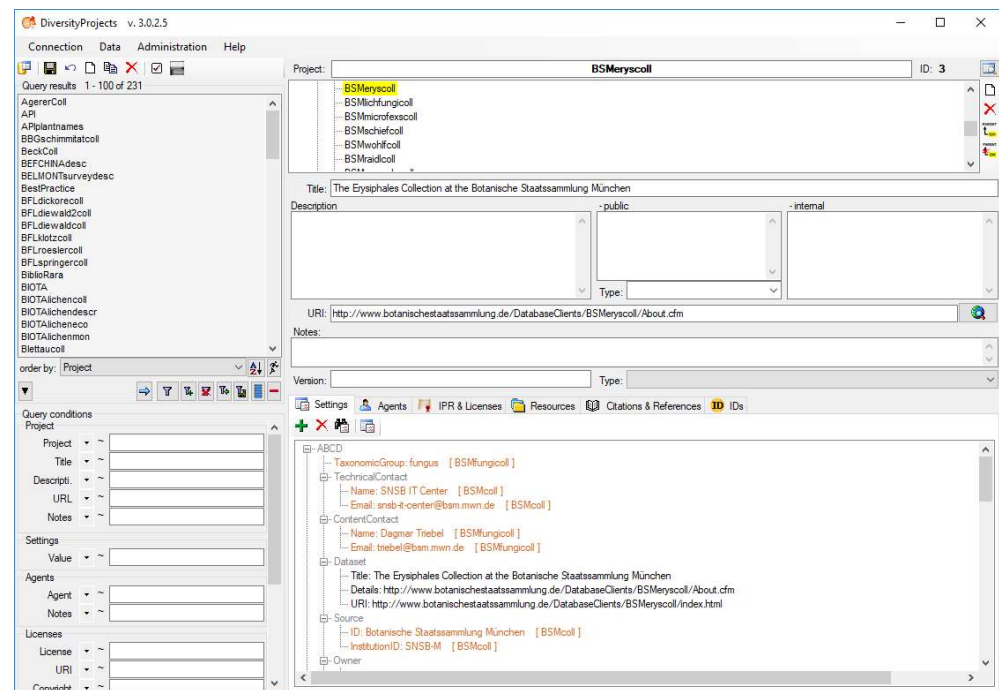 DiversityProjects v. 3.0.2.5
Connection Data Administration Help
Query results 1 - 100 of 231
AgererColl
API
APIplantnames
BBGschimmitatcoll
BeckColl
BEFCHINAdesc
BELMONTsurveydesc
BestPractice
BFLdickorecoll
BFLdiewald2coll
BFLdiewaldcoll
BFLklotzcoll
BFLroeslercoll
BFLspringercoll
BiblioRara
BIOTA
BIOTAlichencoll
BIOTAlichendescr
BIOTAlicheneco
BIOTAlichenmon
Blettaucoll
order by: Project
Query conditions
Project
Project ~
Title ~
Descripti. ~
URL ~
Notes ~
Settings
Value ~
Agents
Agent ~
Notes ~
Licenses
License ~
URI ~
Copyright ~
Project: BSMeryscoll ID: 3
BSMeryscoll
BSMlichfungicoll
BSMmicrofexscoll
BSMschiefcoll
BSMwohlfcoll
BSMraidlcoll
Title: The Erysiphales Collection at the Botanische Staatssammlung München
Description - public - internal
Type:
URI: http://www.botanischestaatssammlung.de/DatabaseClients/BSMeryscoll/About.cfm
Notes:
Version: Type:
Settings Agents IPR & Licenses Resources Citations & References ID IDs
ABCD
TaxonomicGroup: fungus [ BSMfungicoll ]
TechnicalContact
Name: SNSB IT Center [ BSMcoll ]
Email: snsb-it-center@bsm.mwn.de [ BSMcoll ]
ContentContact
Name: Dagmar Triebel [ BSMfungicoll ]
Email: triebel@bsm.mwn.de [ BSMfungicoll ]
Dataset
Title: The Erysiphales Collection at the Botanische Staatssammlung München
Details: http://www.botanischestaatssammlung.de/DatabaseClients/BSMeryscoll/About.cfm
URI: http://www.botanischestaatssammlung.de/DatabaseClients/BSMeryscoll/index.html
Source
ID: Botanische Staatssammlung München [ BSMcoll ]
InstitutionID: SNSB-M [ BSMcoll ]
Owner